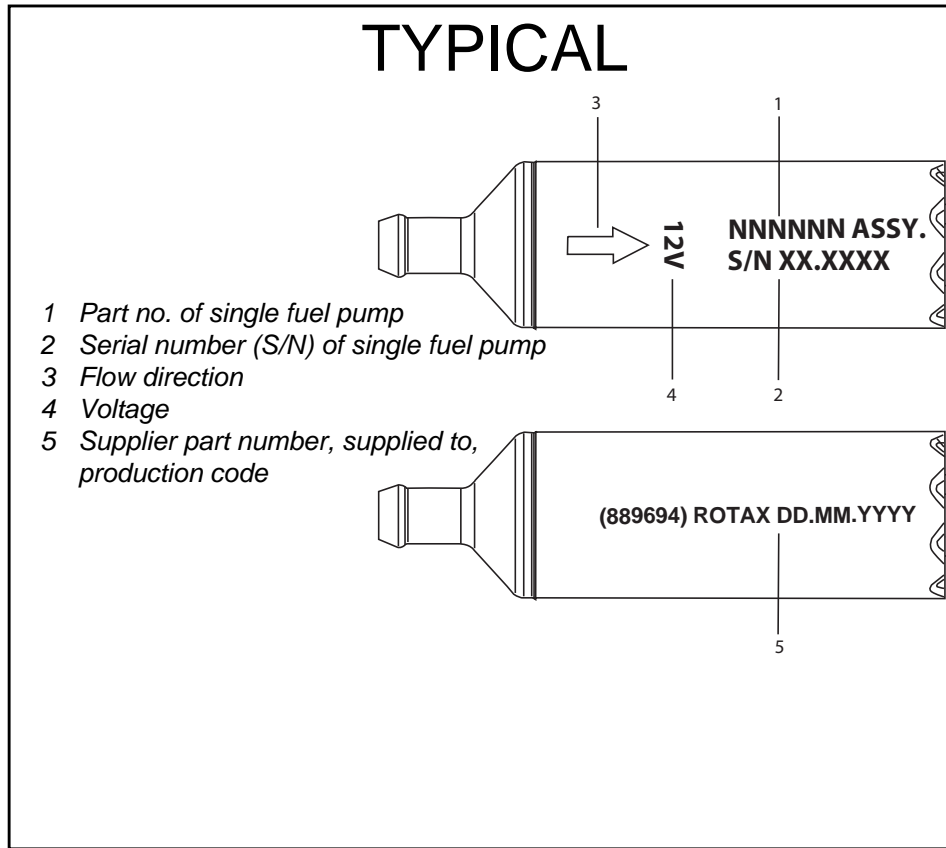 TYPICAL
3
1
12V
NNNNNN ASSY.
S/N XX.XXXX
4
2
1 Part no. of single fuel pump
2 Serial number (S/N) of single fuel pump
3 Flow direction
4 Voltage
5 Supplier part number, supplied to,
production code
(889694) ROTAX DD.MM.YYYY
5